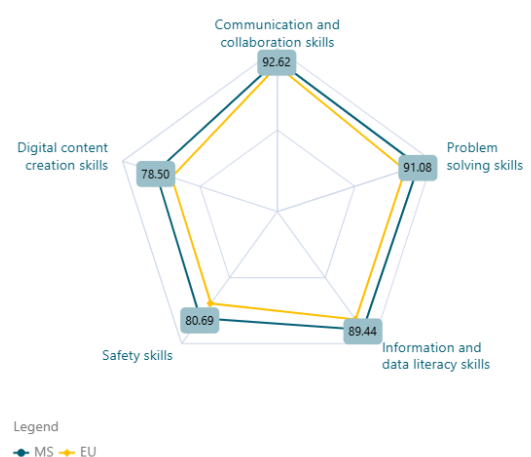 Communication and
collaboration skills
92.62
Digital content
creation skills
78.50
Problem
solving skills
91.08
80.69
89.44
Safety skills
Information and
data literacy skills
Legend
MS EU